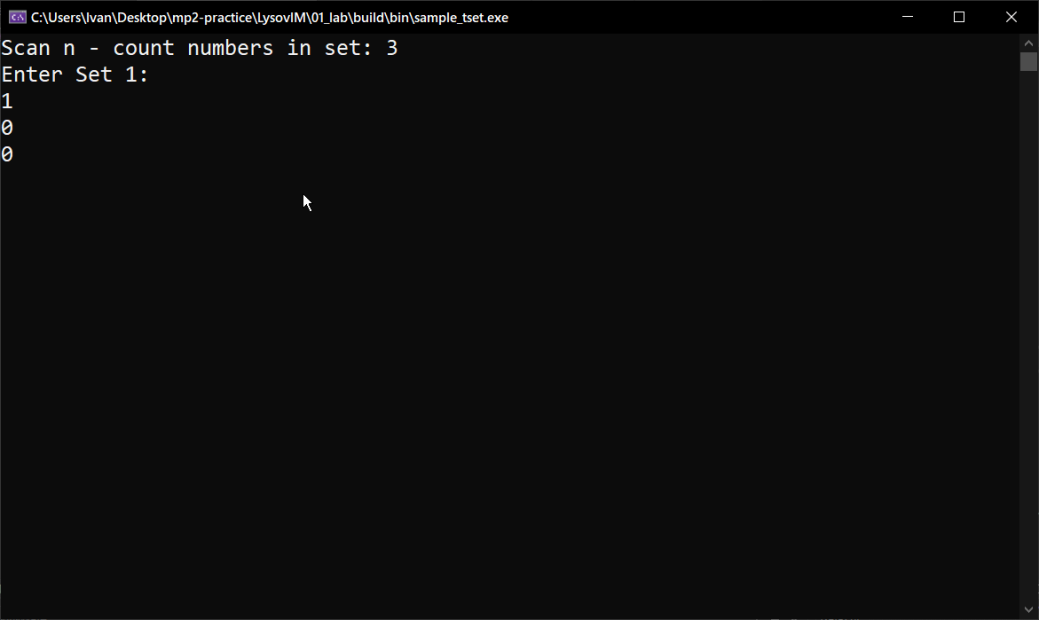 C:\Users\Ivan\Desktop\mp2-practice\LysovIM\01_lab\build\bin\sample_tset.exe
Scan n - count numbers in set: 3
Enter Set 1:
1
0
0